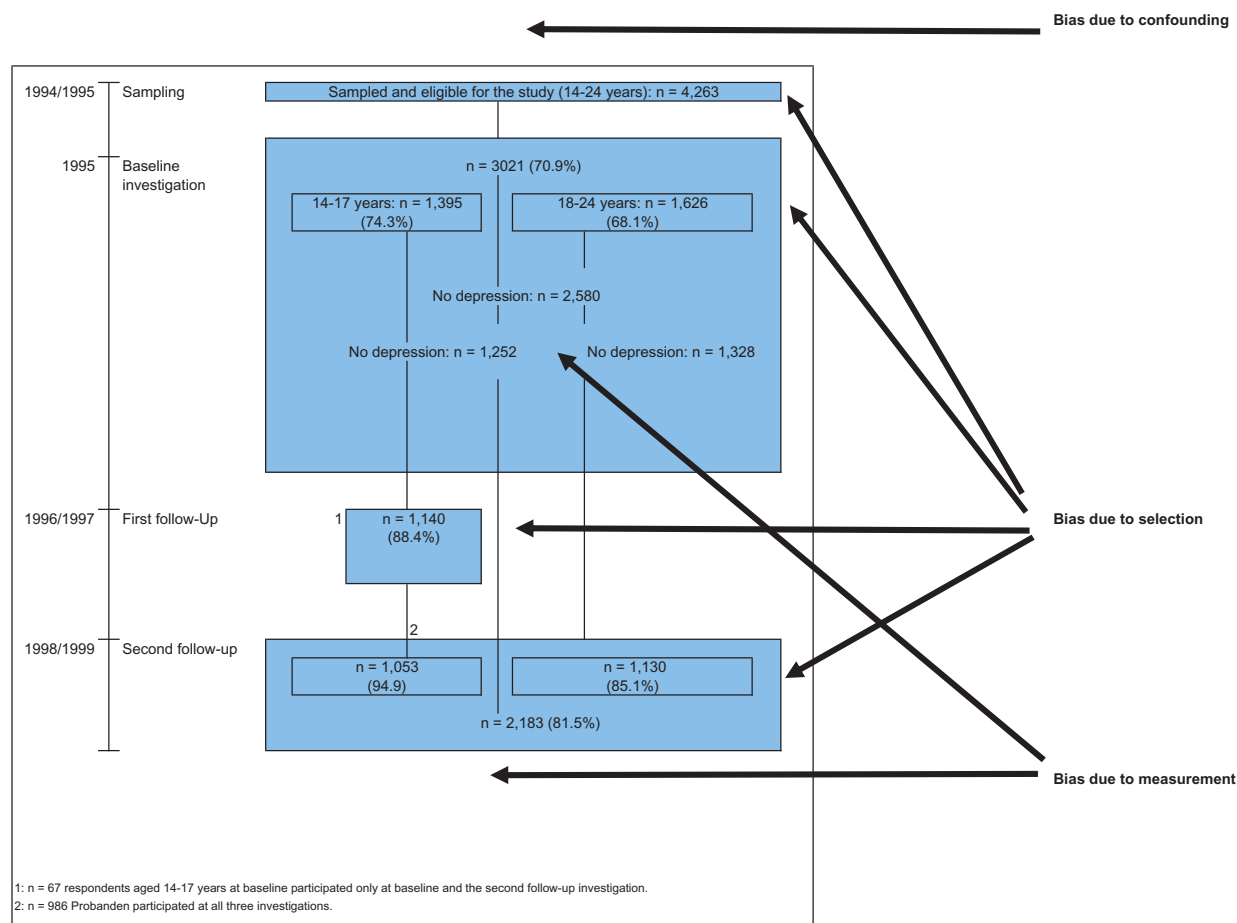 Bias due to confounding
1994/1995
Sampling
Sampled and eligible for the study (14-24 years): n = 4,263
1995
Baseline
investigation
n = 3021 (70.9%)
14-17 years: n = 1,395
(74.3%)
18-24 years: n = 1,626
(68.1%)
No depression: n = 2,580
No depression: n = 1,252
No depression: n = 1,328
1996/1997
First follow-Up
1
n = 1,140
(88.4%)
Bias due to selection
2
1998/1999
Second follow-up
n = 1,053
(94.9)
n = 1,130
(85.1%)
n = 2,183 (81.5%)
Bias due to measurement
1: n = 67 respondents aged 14-17 years at baseline participated only at baseline and the second follow-up investigation.
2: n = 986 Probanden participated at all three investigations.